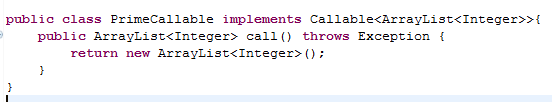 public class PrimeCallable implements Callable<ArrayList<Integer>>{
    public ArrayList<Integer> call() throws Exception {
        return new ArrayList<Integer>();
    }
}